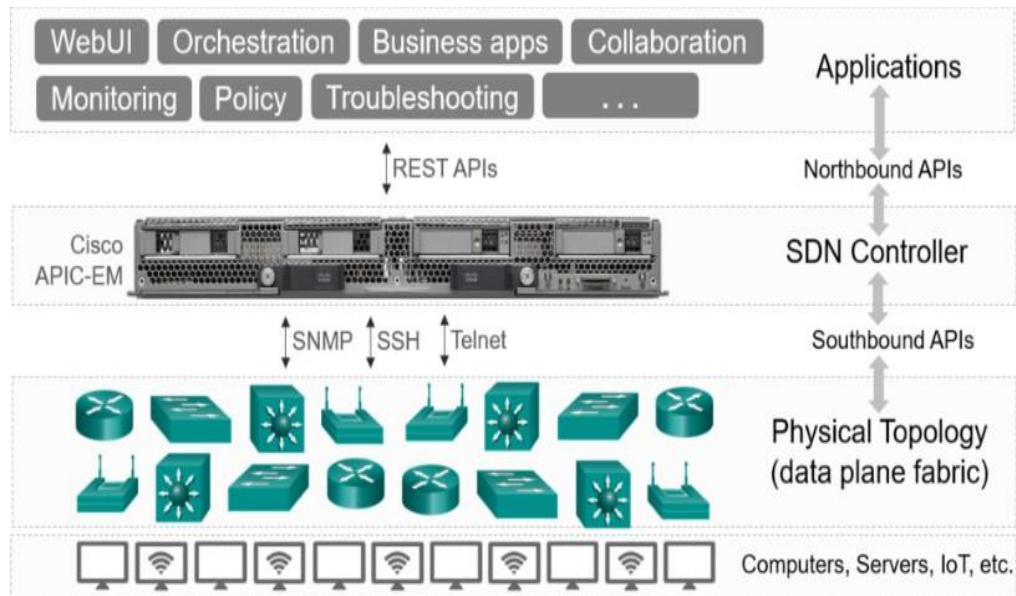 WebUI
Orchestration
Business apps
Collaboration
Monitoring
Policy
Troubleshooting
. . .
Applications
REST APIs
Northbound APIs
Cisco
APIC-EM
SDN Controller
SNMP
SSH
Telnet
Southbound APIs
Physical Topology
(data plane fabric)
Computers, Servers, IoT, etc.